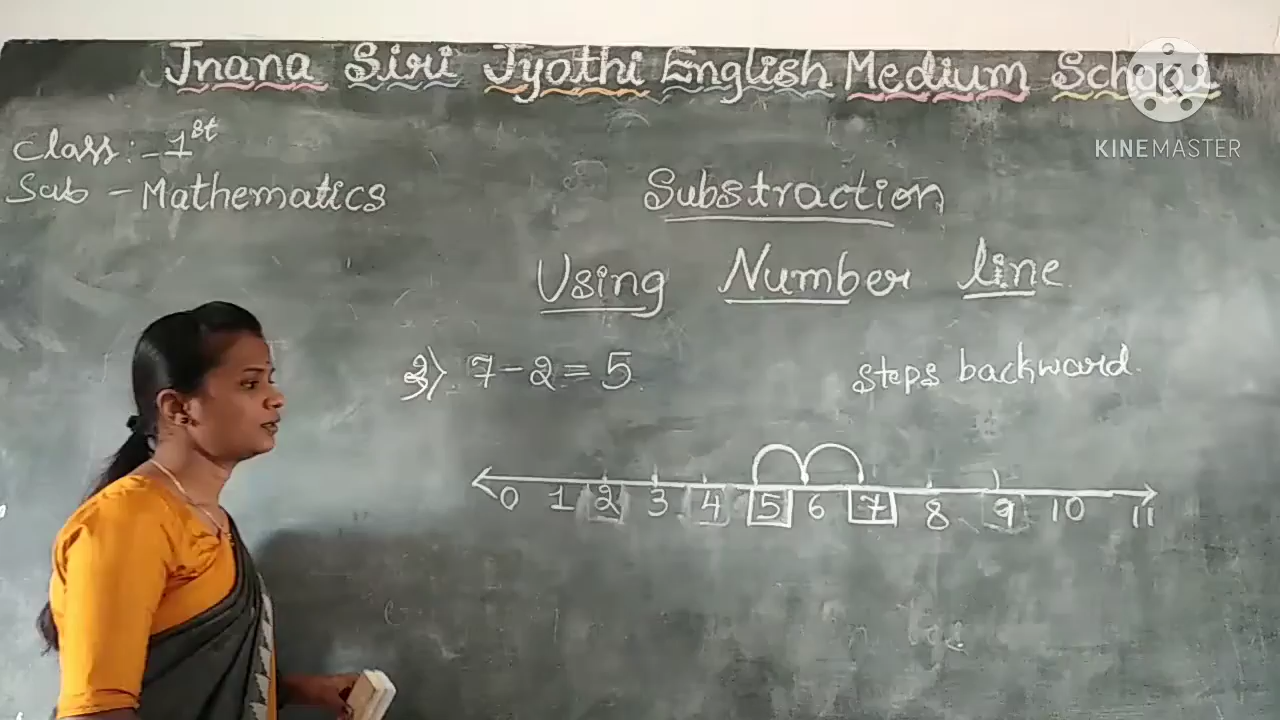 Jnana Siri Jyothi English Medium School
KINEMASTER
Class:-1st
Sub - Mathematics
Substraction
Using Number line
3) 7-2=5
steps backward.
0 1 2 3 4 5 6 7 8 9 10 11